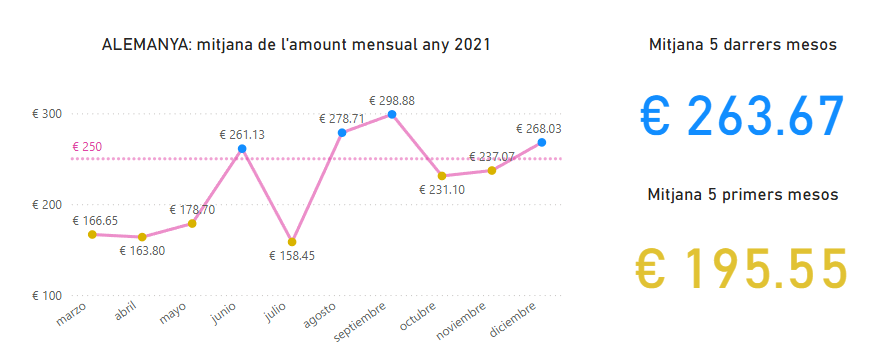 ALEMANYA: mitjana de l'amount mensual any 2021
€ 300
€ 250
€ 200
€ 100
€ 166.65
€ 163.80
€ 178.70
€ 261.13
€ 158.45
€ 278.71
€ 298.88
€ 231.10
€ 237.07
€ 268.03
marzo
abril
mayo
junio
julio
agosto
septiembre
octubre
noviembre
diciembre
Mitjana 5 darrers mesos
€ 263.67
Mitjana 5 primers mesos
€ 195.55